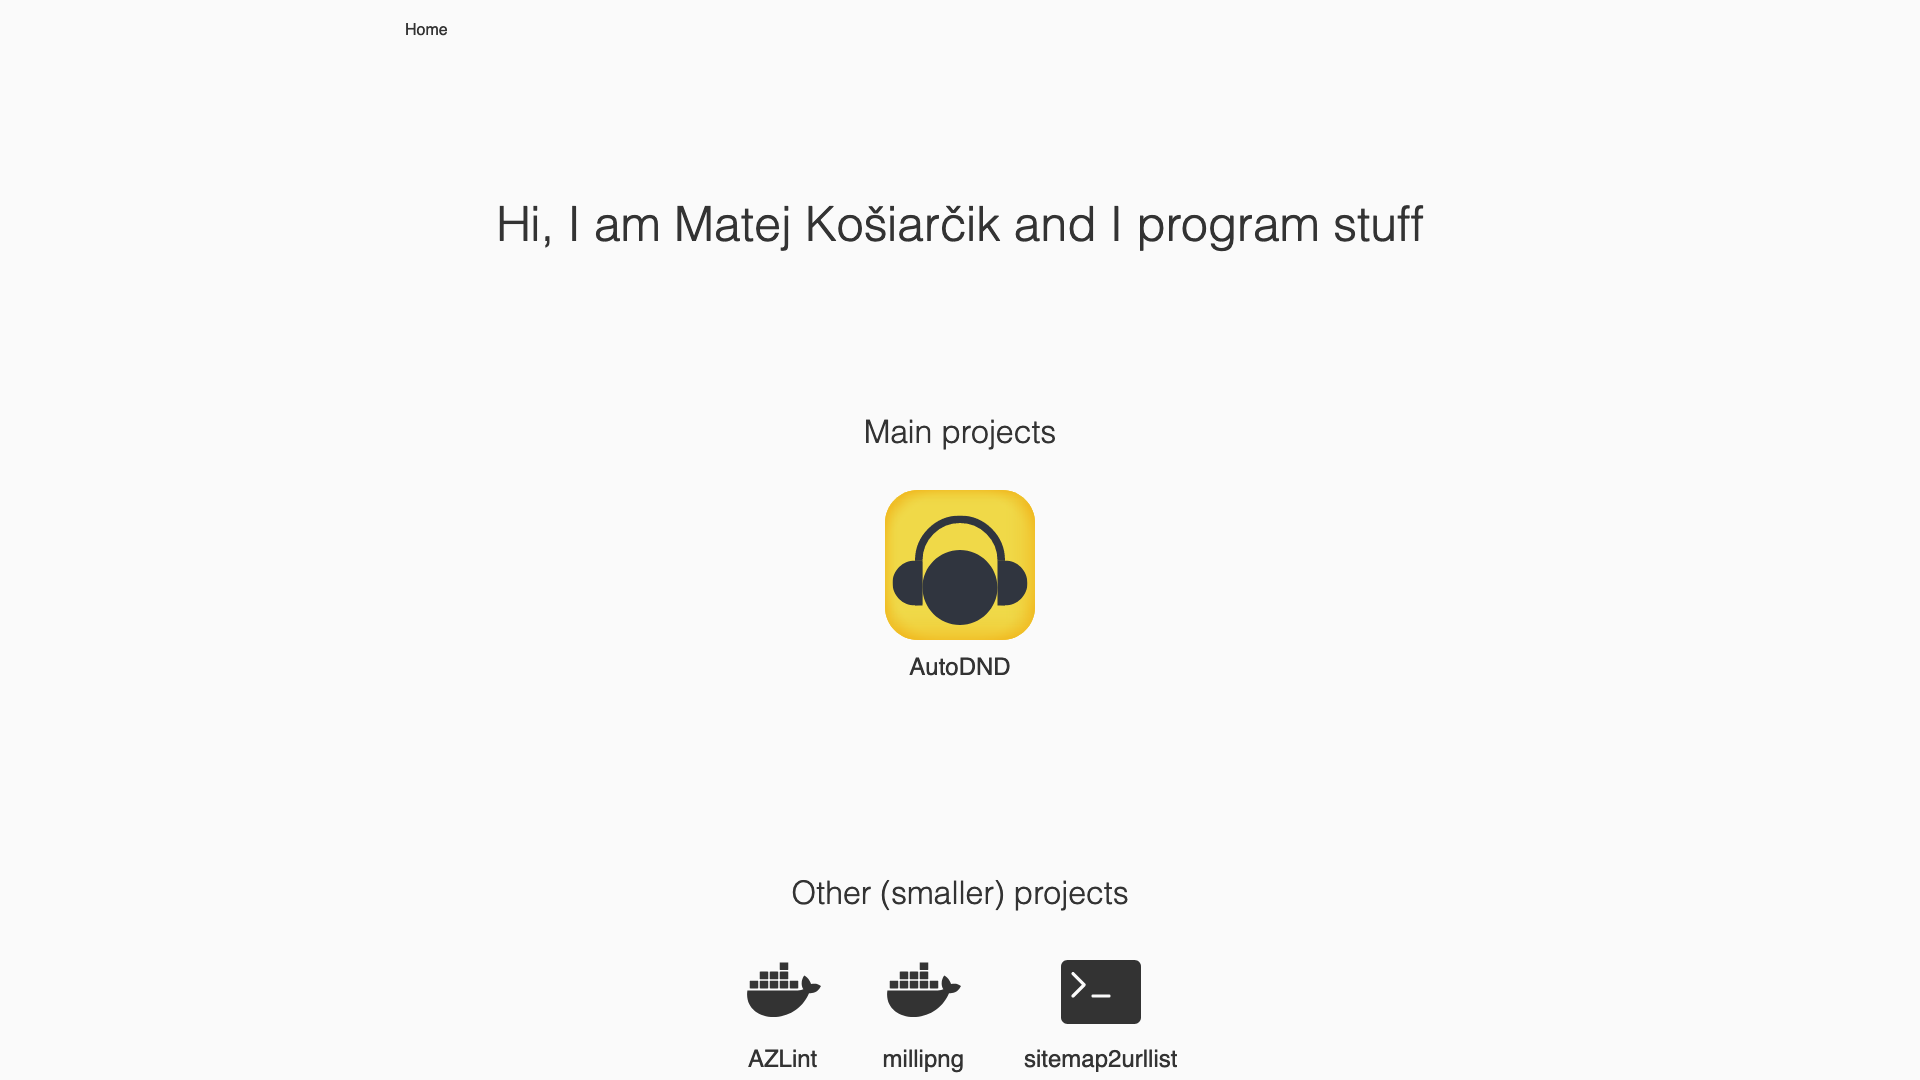 Home
Hi, I am Matej Košiarčik and I program stuff
Main projects
AutoDND
Other (smaller) projects
AZLint
millipng
sitemap2urllist